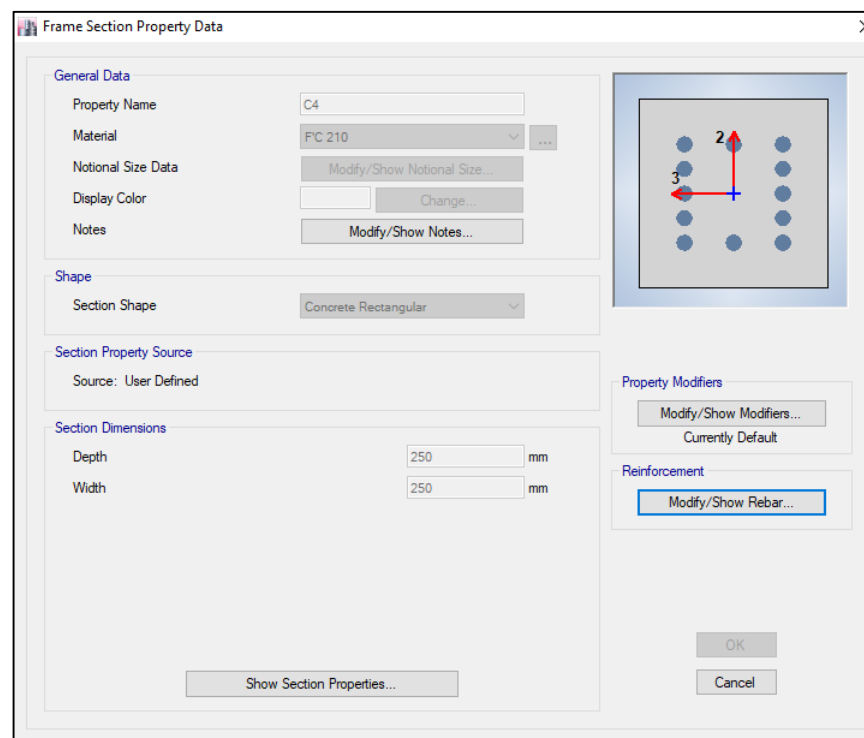 Frame Section Property Data
General Data
Property Name C4
Material F'C 210 ...
Notional Size Data Modify/Show Notional Size...
Display Color Change...
Notes Modify/Show Notes...
Shape
Section Shape Concrete Rectangular
Section Property Source
Source: User Defined
Section Dimensions
Depth 250 mm
Width 250 mm
Show Section Properties...
2
3
Property Modifiers
Modify/Show Modifiers...
Currently Default
Reinforcement
Modify/Show Rebar...
OK
Cancel